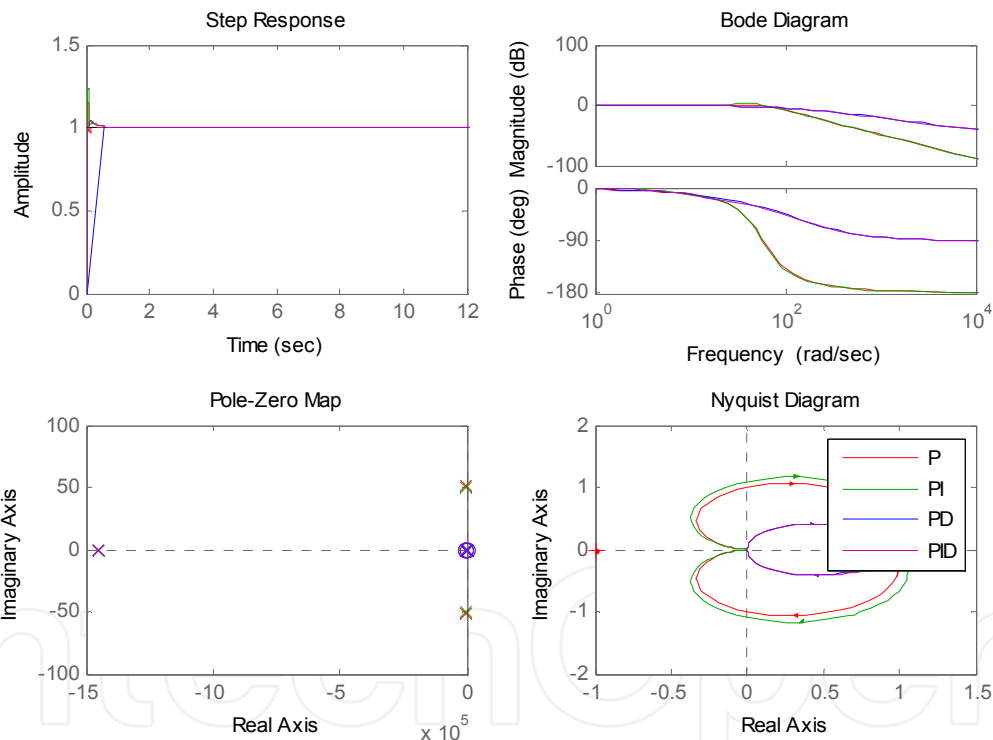 Step Response
1.5
1
0.5
0
Amplitude
0 2 4 6 8 10 12
Time (sec)
Bode Diagram
100
0
-100
Magnitude (dB)
0
-90
-180
Phase (deg)
10^0 10^2 10^4
Frequency (rad/sec)
Pole-Zero Map
100
50
0
-50
-100
Imaginary Axis
-15 -10 -5 0
x 10^5
Real Axis
Nyquist Diagram
2
1
0
-1
-2
Imaginary Axis
-1 -0.5 0 0.5 1 1.5
Real Axis
P
PI
PD
PID